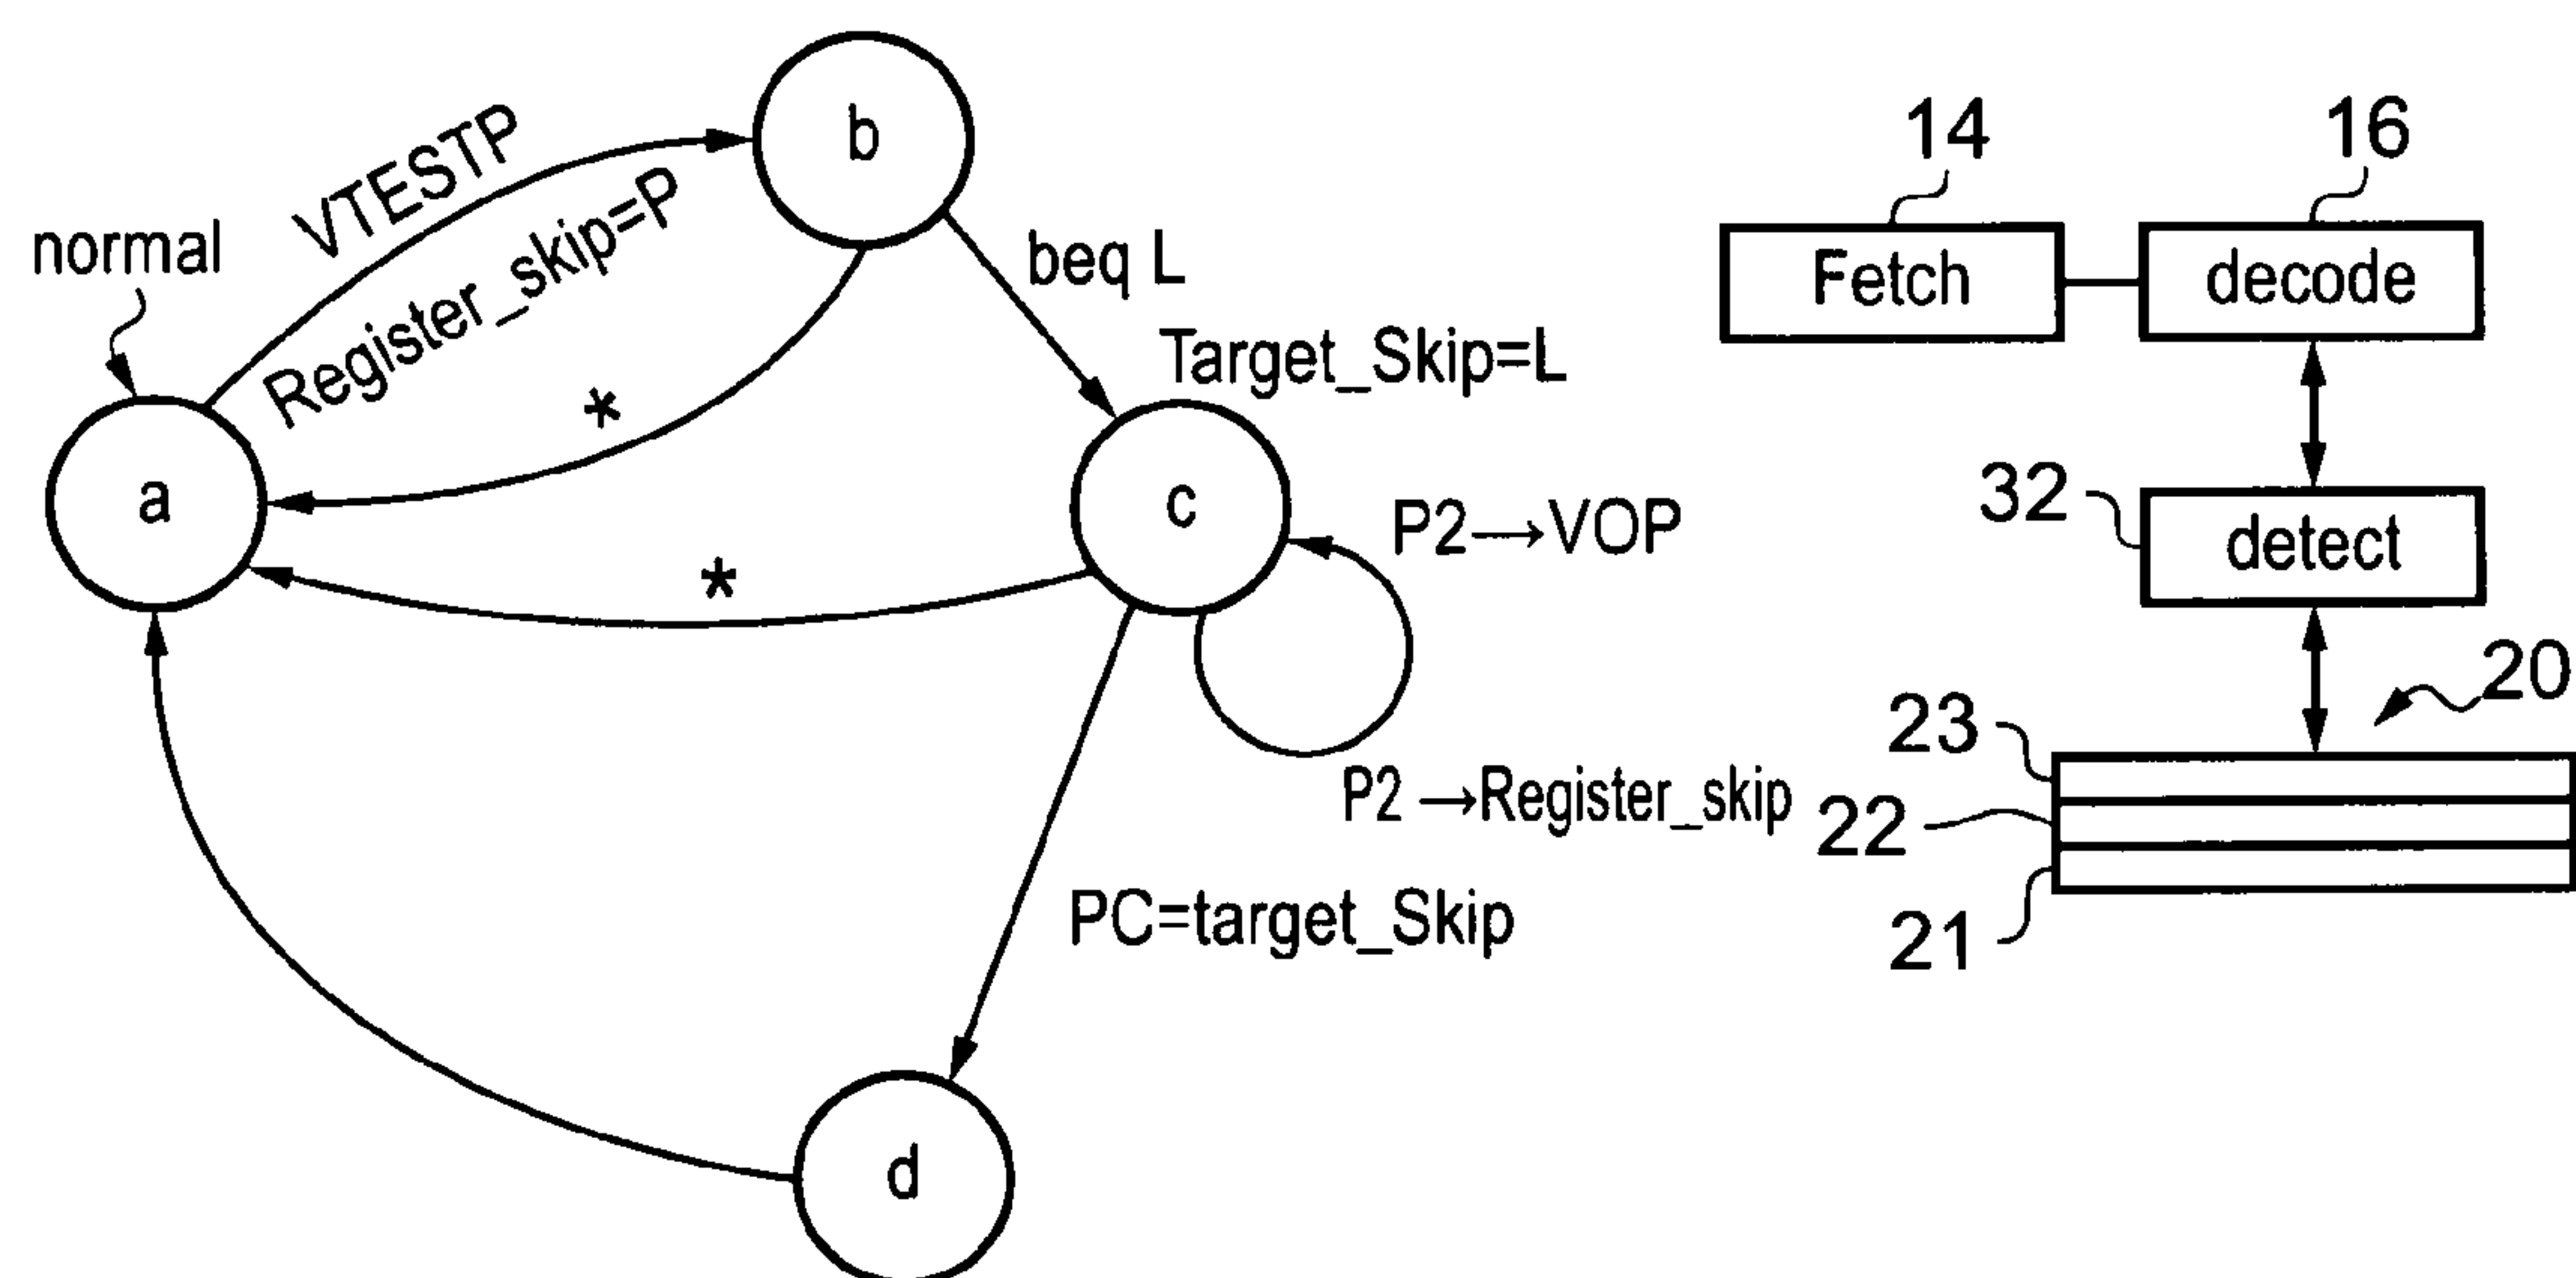 normal
VTESTP
Register_skip=P
b
beq L
Target_Skip=L
*
a
c
*
P2→VOP
P2→Register_skip
PC=target_Skip
d
14
16
Fetch
decode
32
detect
20
23
22
21